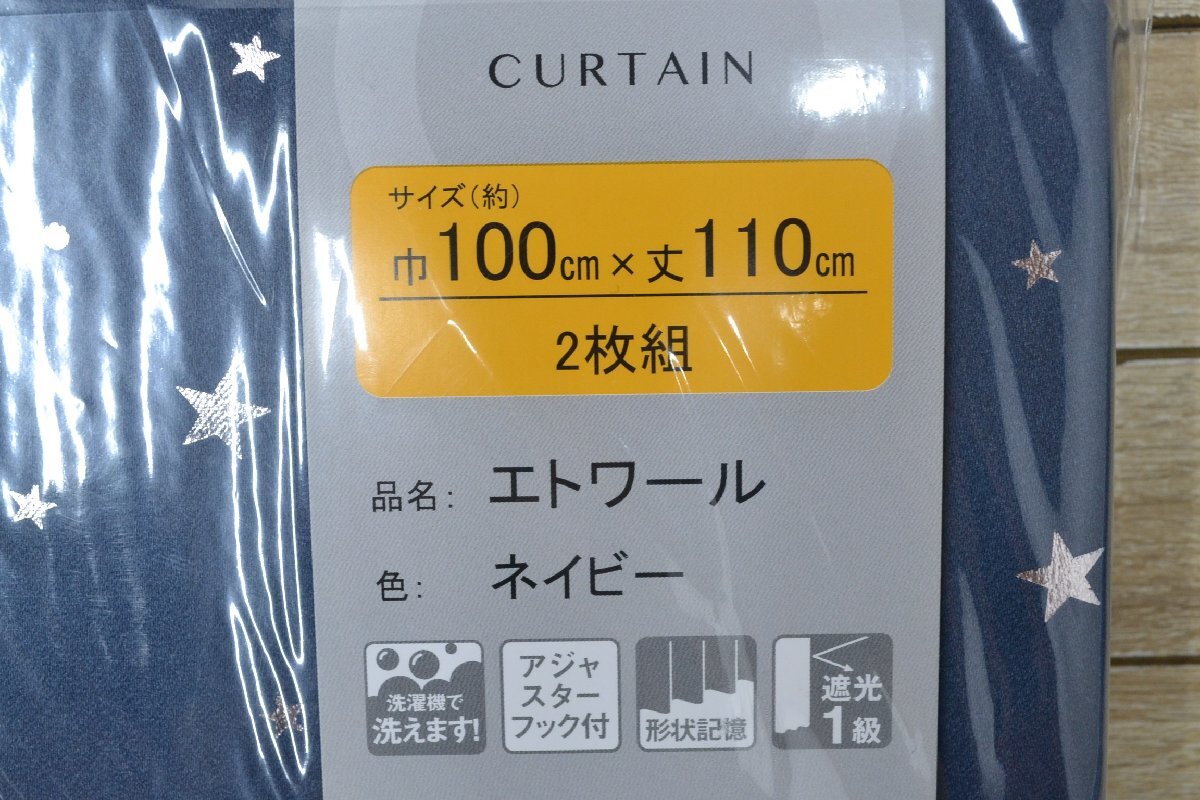 CURTAIN
サイズ（約）
巾100cm×丈110cm
2枚組
品名： エトワール
色： ネイビー
洗濯機で
洗えます!
アジャ
スター
フック付
形状記憶
遮光
1級